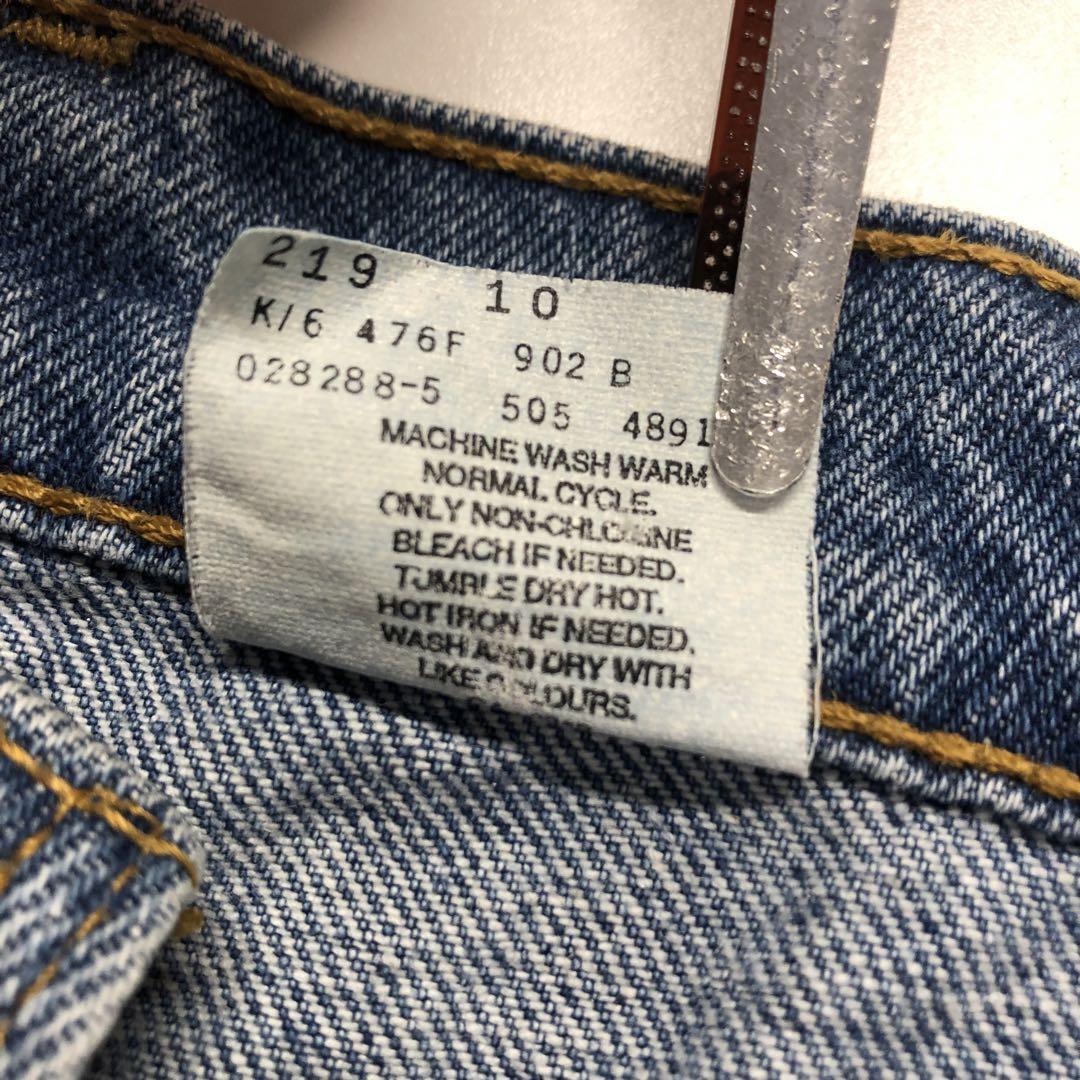 219 10
K/6 476F 902 B
028288-5 505 4891
MACHINE WASH WARM
NORMAL CYCLE.
ONLY NON-CHLORINE
BLEACH IF NEEDED.
TUMBLE DRY HOT.
HOT IRON IF NEEDED.
WASH AND DRY WITH
LIKE COLOURS.